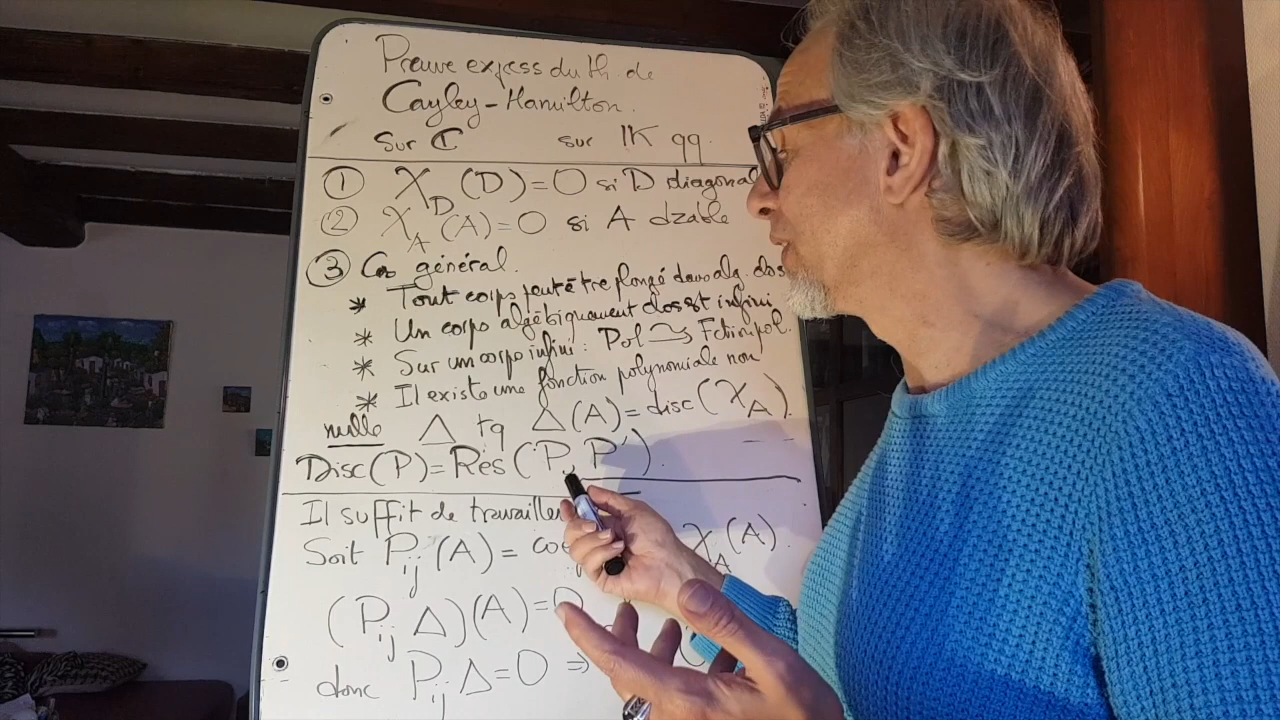 Preuve express du th. de
Cayley-Hamilton.
Sur ℂ sur IK qq.
① χ_D (D) = 0 si D diagonal
② χ_A (A) = 0 si A dzable
③ Cas général.
* Tout corps peut être plongé dans alg. clos
* Un corps algébriquement clos est infini
* Sur un corps infini : Pol ⥲ Fction pol.
* Il existe une fonction polynomiale non
nulle Δ tq Δ(A) = disc(χ_A).
Disc(P) = Res(P, P').
Il suffit de travailler
Soit P_ij (A) = χ_A(A).
(P_ij Δ)(A) = 0
donc P_ij Δ = 0 ⇒